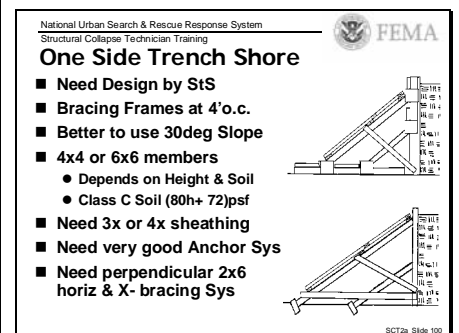 National Urban Search & Rescue Response System
Structural Collapse Technician Training
FEMA
One Side Trench Shore
■ Need Design by StS
■ Bracing Frames at 4'o.c.
■ Better to use 30deg Slope
■ 4x4 or 6x6 members
● Depends on Height & Soil
● Class C Soil (80h+ 72)psf
■ Need 3x or 4x sheathing
■ Need very good Anchor Sys
■ Need perpendicular 2x6
horiz & X- bracing Sys
SCT2a Slide 100